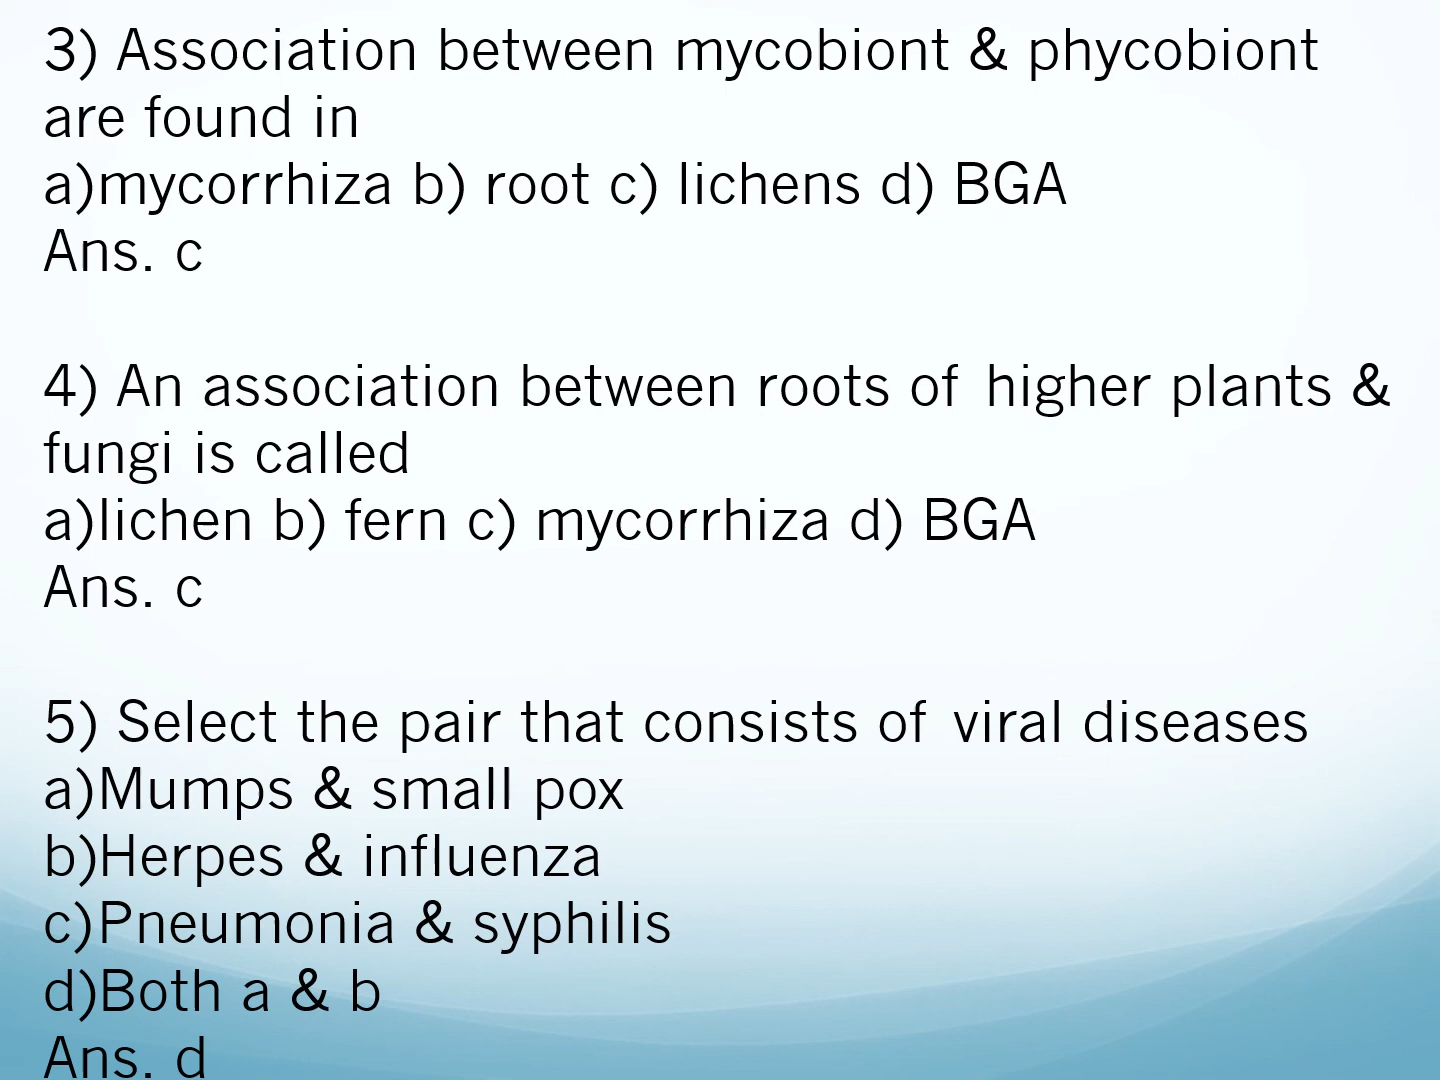 3) Association between mycobiont & phycobiont
are found in
a)mycorrhiza b) root c) lichens d) BGA
Ans. c
4) An association between roots of higher plants &
fungi is called
a)lichen b) fern c) mycorrhiza d) BGA
Ans. c
5) Select the pair that consists of viral diseases
a)Mumps & small pox
b)Herpes & influenza
c)Pneumonia & syphilis
d)Both a & b
Ans. d